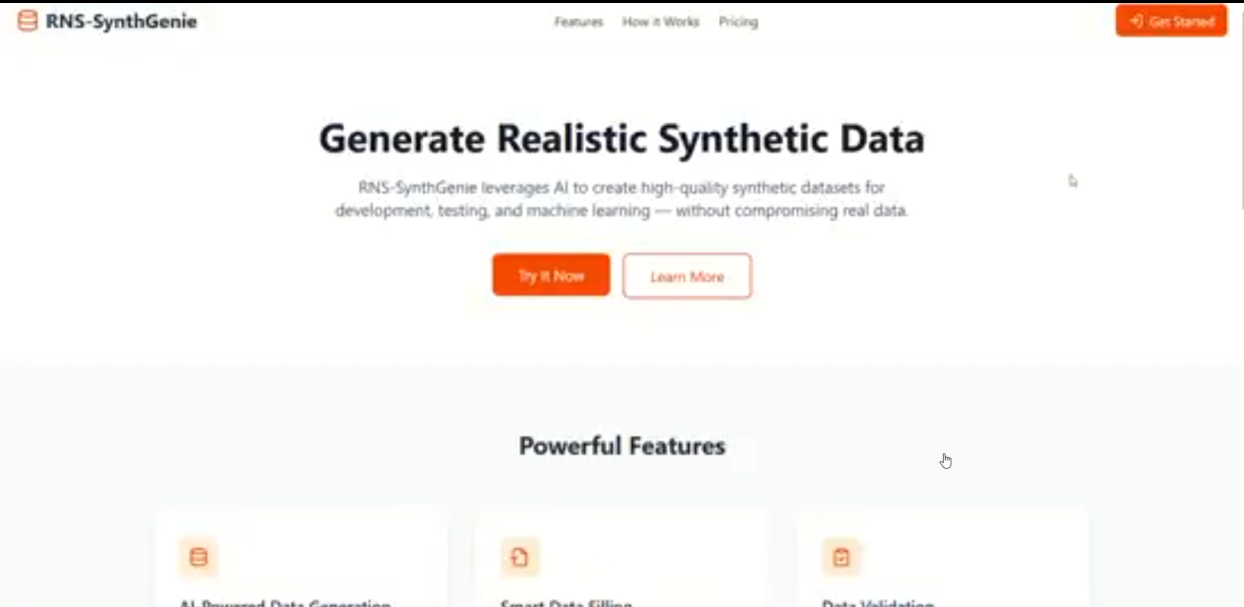 RNS-SynthGenie
Features How it Works Pricing
Get Started
Generate Realistic Synthetic Data
RNS-SynthGenie leverages AI to create high-quality synthetic datasets for
development, testing, and machine learning — without compromising real data.
Try It Now Learn More
Powerful Features
AI-Powered Data Generation Smart Data Filling Data Validation